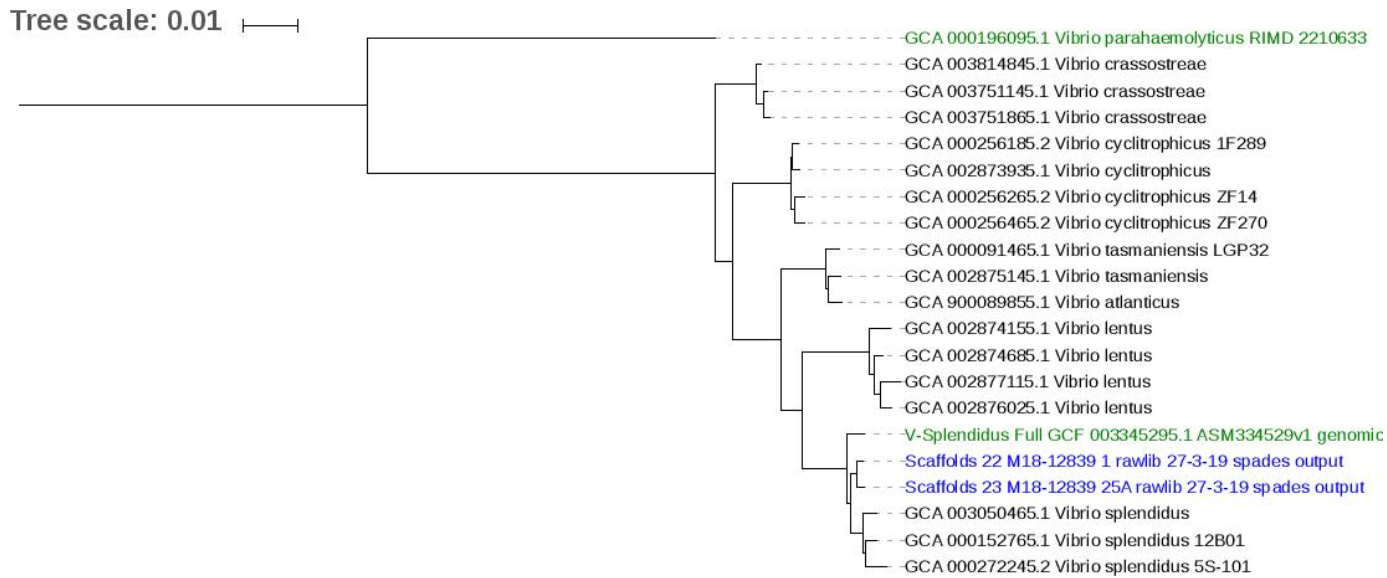 Tree scale: 0.01
GCA 000196095.1 Vibrio parahaemolyticus RIMD 2210633
GCA 003814845.1 Vibrio crassostreae
GCA 003751145.1 Vibrio crassostreae
GCA 003751865.1 Vibrio crassostreae
GCA 000256185.2 Vibrio cyclitrophicus 1F289
GCA 002873935.1 Vibrio cyclitrophicus
GCA 000256265.2 Vibrio cyclitrophicus ZF14
GCA 000256465.2 Vibrio cyclitrophicus ZF270
GCA 000091465.1 Vibrio tasmaniensis LGP32
GCA 002875145.1 Vibrio tasmaniensis
GCA 900089855.1 Vibrio atlanticus
GCA 002874155.1 Vibrio lentus
GCA 002874685.1 Vibrio lentus
GCA 002877115.1 Vibrio lentus
GCA 002876025.1 Vibrio lentus
V-Splendidus Full GCF 003345295.1 ASM334529v1 genomic
Scaffolds 22 M18-12839 1 rawlib 27-3-19 spades output
Scaffolds 23 M18-12839 25A rawlib 27-3-19 spades output
GCA 003050465.1 Vibrio splendidus
GCA 000152765.1 Vibrio splendidus 12B01
GCA 000272245.2 Vibrio splendidus 5S-101